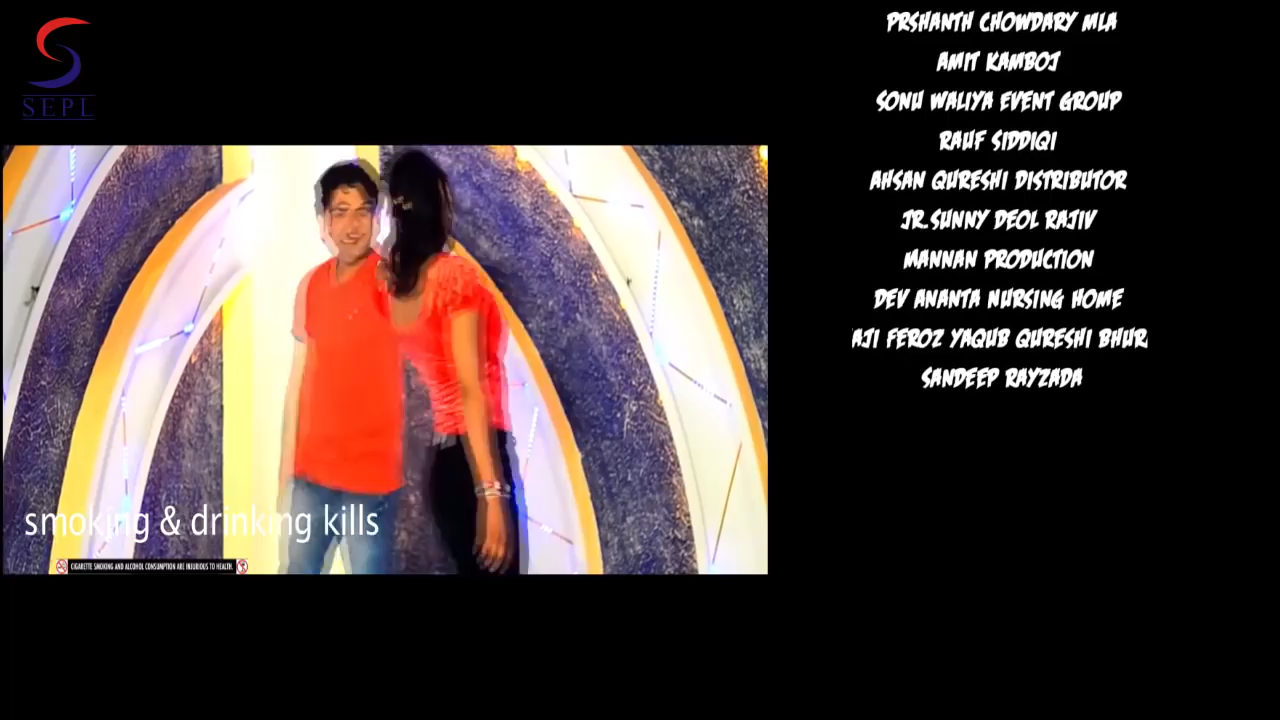 SEPL
PRSHANTH CHOWDARY MLA
AMIT KAMBOJ
SONU WALIYA EVENT GROUP
RAUF SIDDIQI
AHSAN QURESHI DISTRIBUTOR
JR.SUNNY DEOL RAJIV
MANNAN PRODUCTION
DEV ANANTA NURSING HOME
AJI FEROZ YAQUB QURESHI BHUR
SANDEEP RAYZADA
smoking & drinking kills
CIGARETTE SMOKING AND ALCOHOL CONSUMPTION ARE INJURIOUS TO HEALTH.